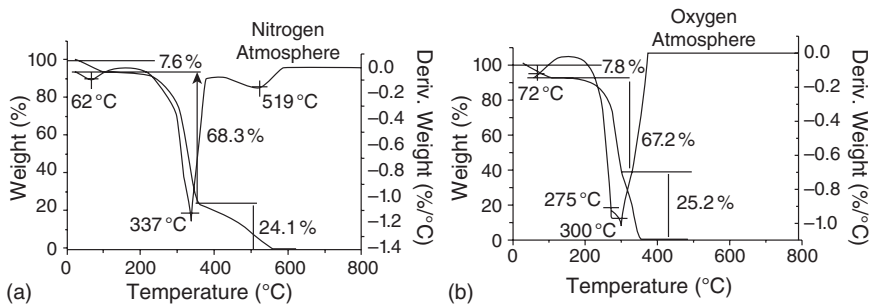 Nitrogen
Atmosphere
7.6 %
62 °C
519 °C
68.3 %
337 °C
24.1 %
100
80
60
40
20
0
0.0
−0.2
−0.4
−0.6
−0.8
−1.0
−1.2
−1.4
0 200 400 600 800
Weight (%)
Deriv. Weight (%/°C)
Temperature (°C)
(a)
Oxygen
Atmosphere
7.8 %
72 °C
67.2 %
275 °C
300 °C
25.2 %
100
80
60
40
20
0
0.0
−0.2
−0.4
−0.6
−0.8
−1.0
0 200 400 600 800
Weight (%)
Deriv. Weight (%/°C)
Temperature (°C)
(b)